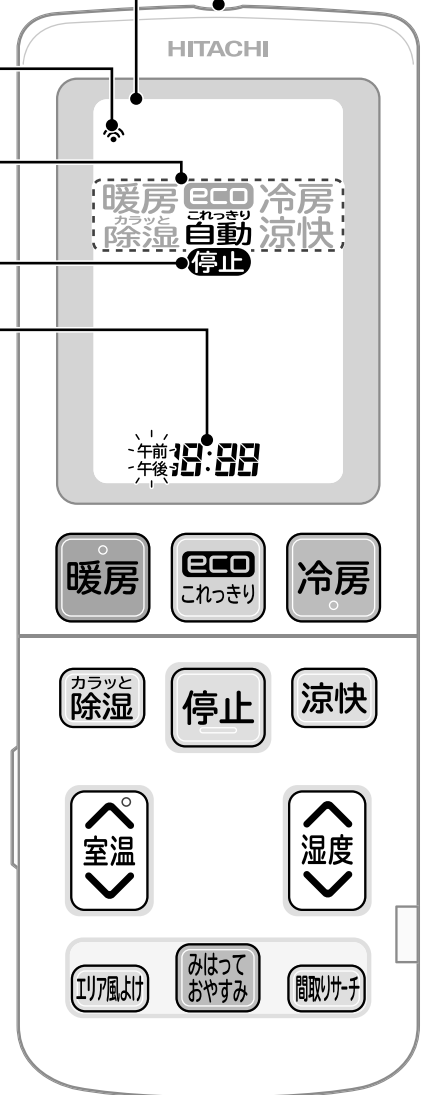 HITACHI
暖房 eco 冷房
カラッと これっきり
除湿 自動 涼快
停止
午前
午後 18:88
暖房
eco
これっきり
冷房
カラッと
除湿
停止
涼快
室温
湿度
エリア風よけ
みはって
おやすみ
間取りサーチ